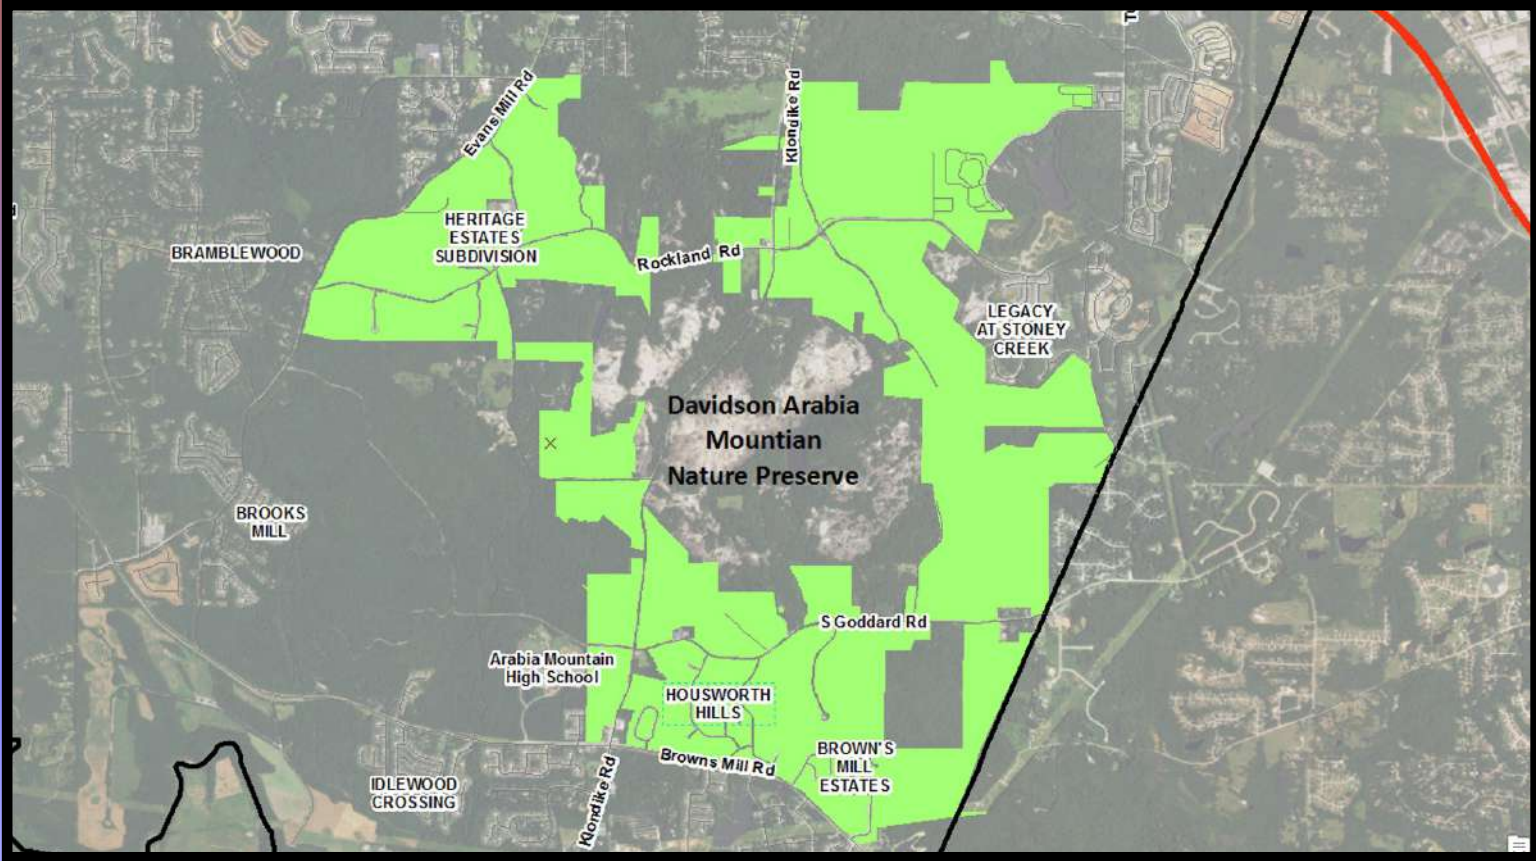 Evans Mill Rd
Klondike Rd
HERITAGE
ESTATES
SUBDIVISION
BRAMBLEWOOD
Rockland Rd
LEGACY
AT STONEY
CREEK
Davidson Arabia
Mountian
Nature Preserve
BROOKS
MILL
S Goddard Rd
Arabia Mountain
High School
HOUSWORTH
HILLS
Browns Mill Rd
BROWN'S
MILL
ESTATES
IDLEWOOD
CROSSING
Klondike Rd